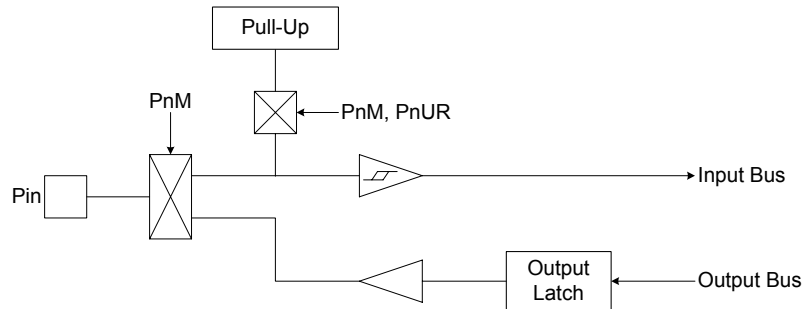 Pull-Up
PnM
PnM, PnUR
Pin
Input Bus
Output
Latch
Output Bus